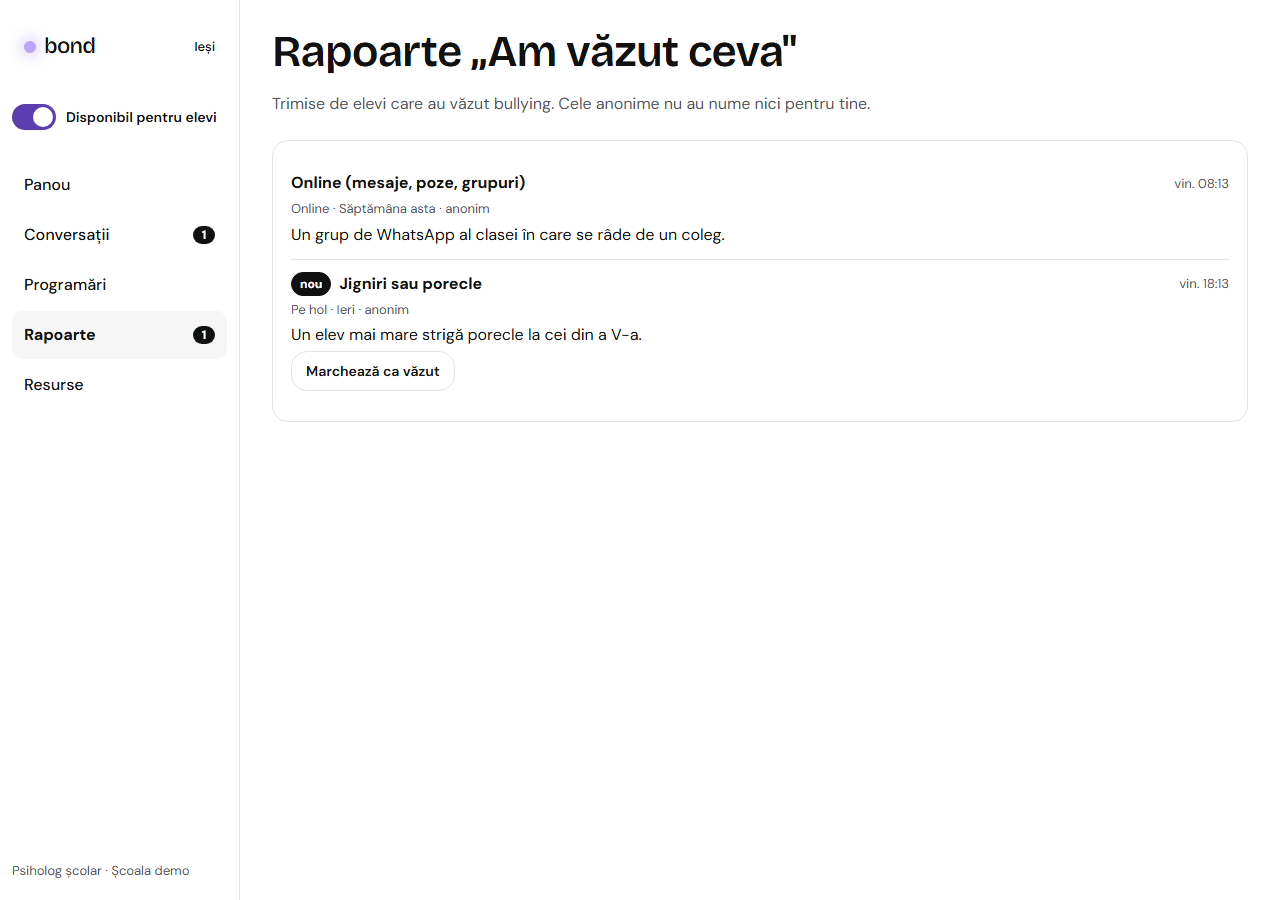 bond
Ieși
Disponibil pentru elevi
Panou
Conversații 1
Programări
Rapoarte 1
Resurse
Psiholog școlar · Școala demo
Rapoarte „Am văzut ceva"
Trimise de elevi care au văzut bullying. Cele anonime nu au nume nici pentru tine.
Online (mesaje, poze, grupuri) vin. 08:13
Online · Săptămâna asta · anonim
Un grup de WhatsApp al clasei în care se râde de un coleg.
nou Jigniri sau porecle vin. 18:13
Pe hol · Ieri · anonim
Un elev mai mare strigă porecle la cei din a V-a.
Marchează ca văzut